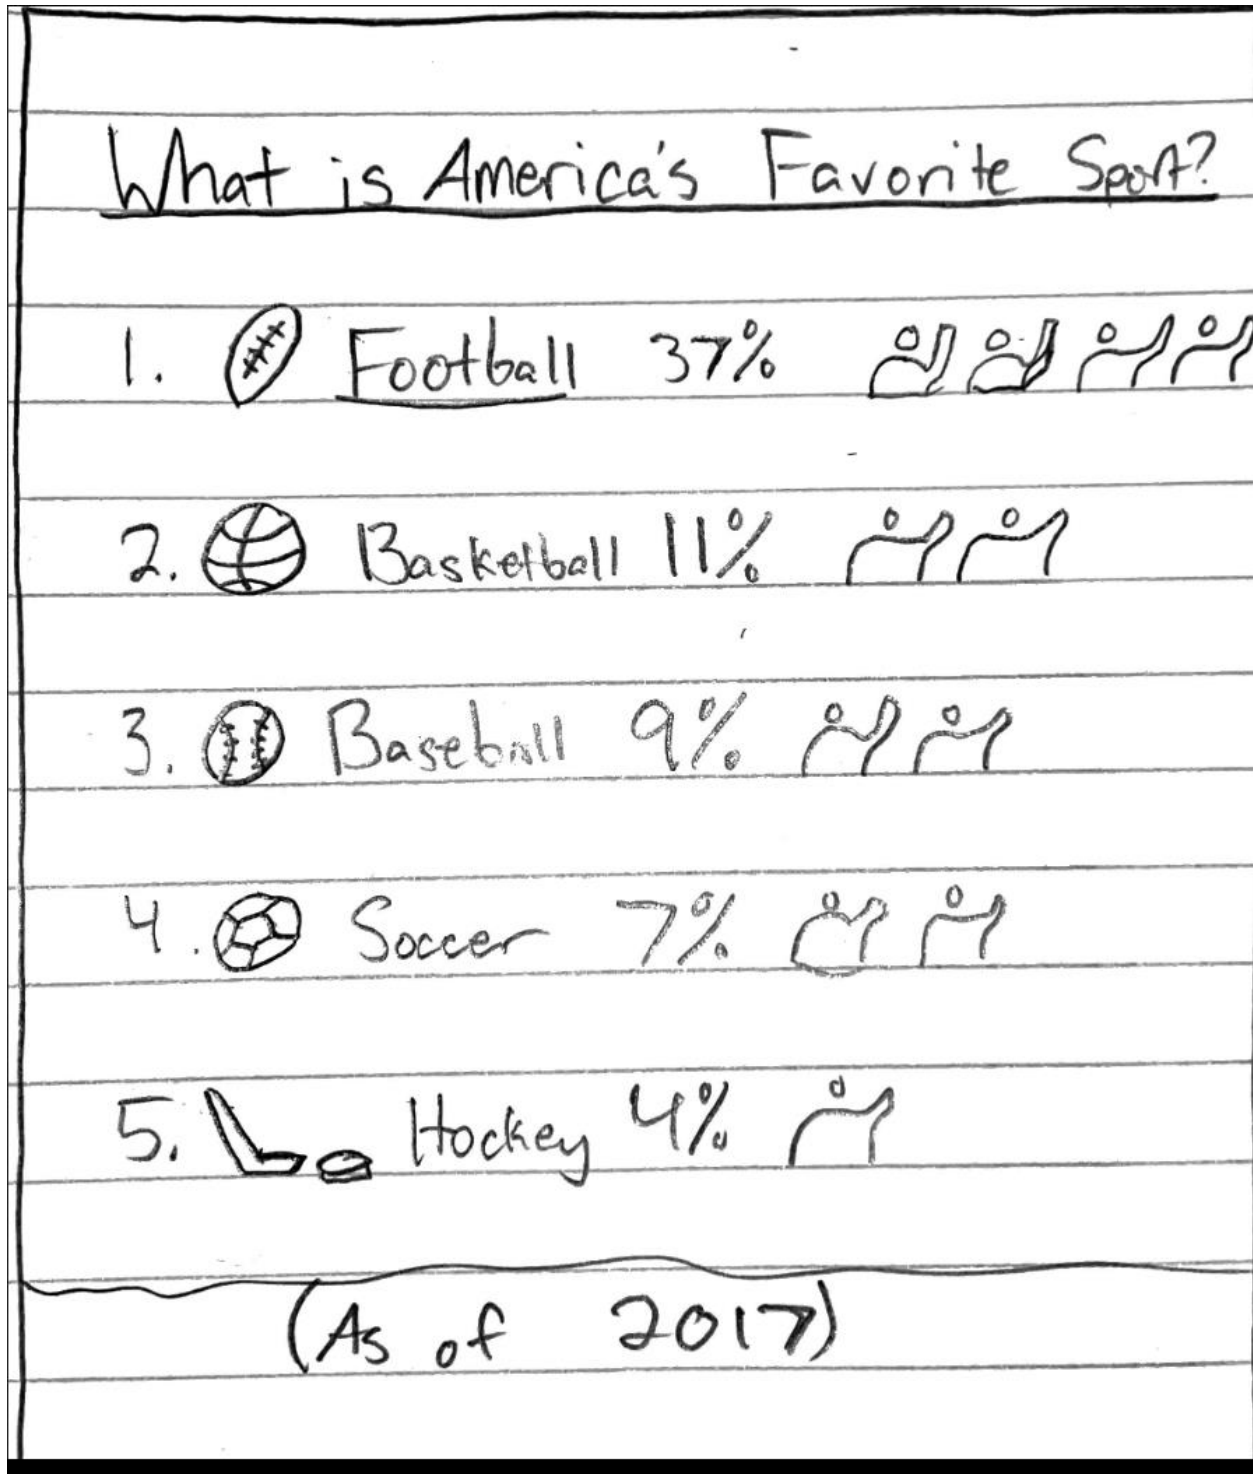 What is America's Favorite Sport?
1. Football 37%
2. Basketball 11%
3. Baseball 9%
4. Soccer 7%
5. Hockey 4%
(As of 2017)